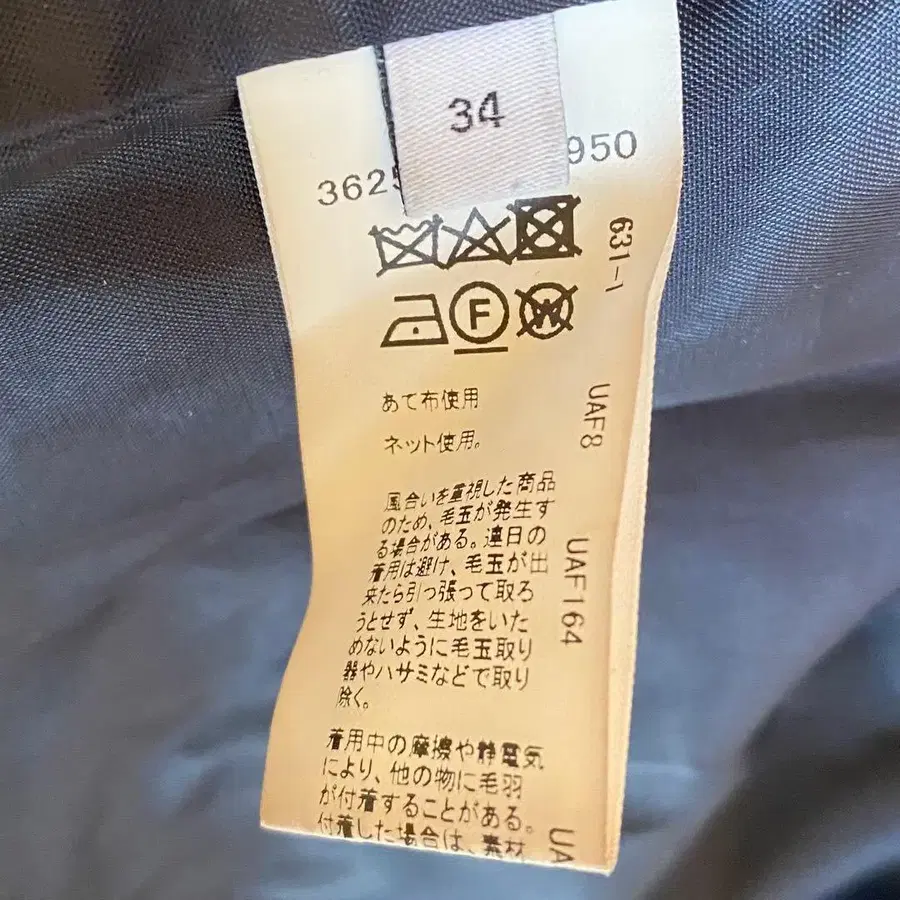 34
362
950
631-1
F
W
あて布使用
ネット使用。
風合いを重視した商品
のため、毛玉が発生す
る場合がある。連日の
着用は避け、毛玉が出
来たら引っ張って取ろ
うとせず、生地をいた
めないように毛玉取り
器やハサミなどで取り
除く。
着用中の摩擦や静電気
により、他の物に毛羽
が付着することがある。
付着した場合は、素材
UAF8
UAF164
UA